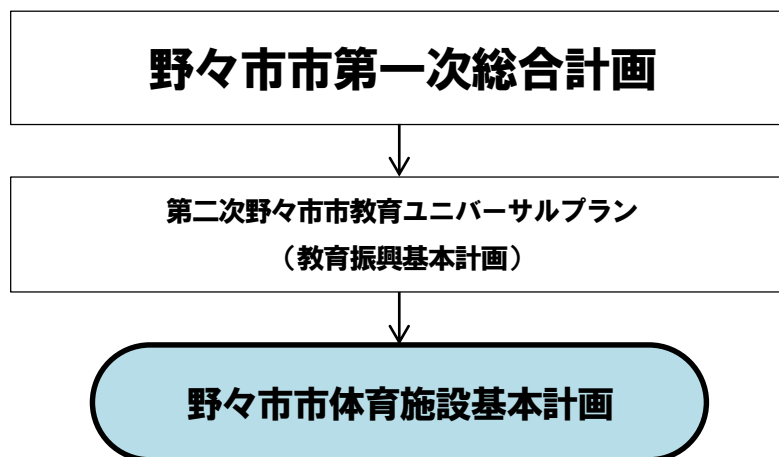 野々市市第一次総合計画
第二次野々市市教育ユニバーサルプラン
（教育振興基本計画）
野々市市体育施設基本計画